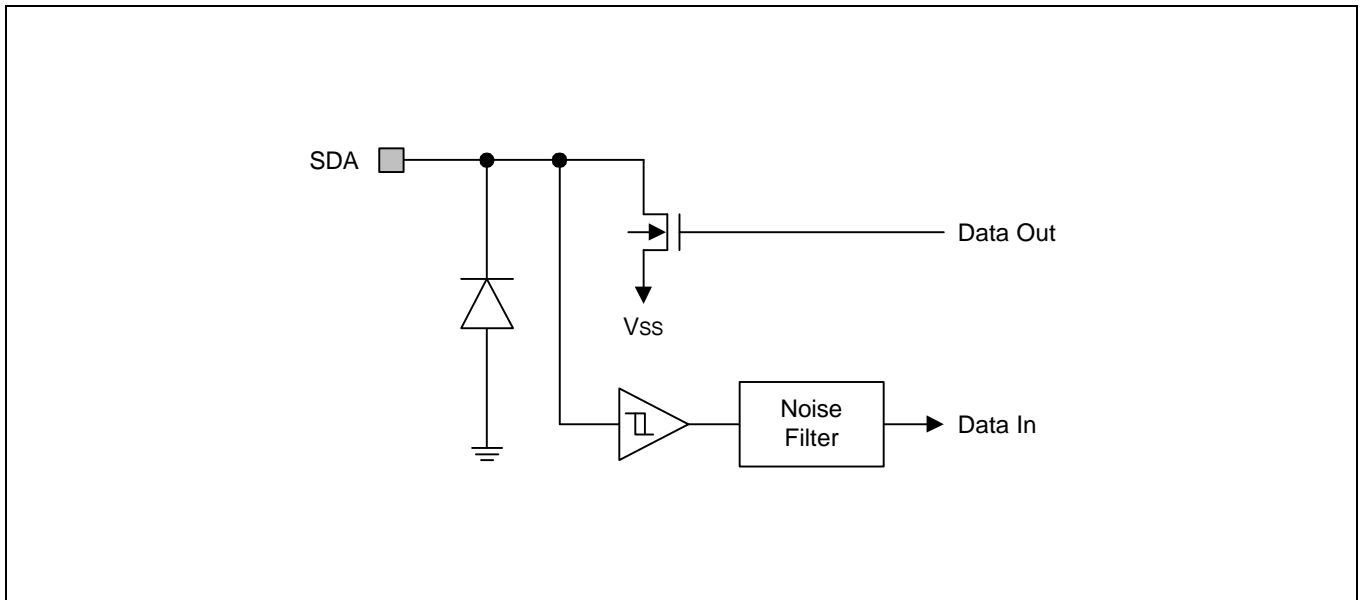 SDA
Data Out
VSS
Noise
Filter
Data In